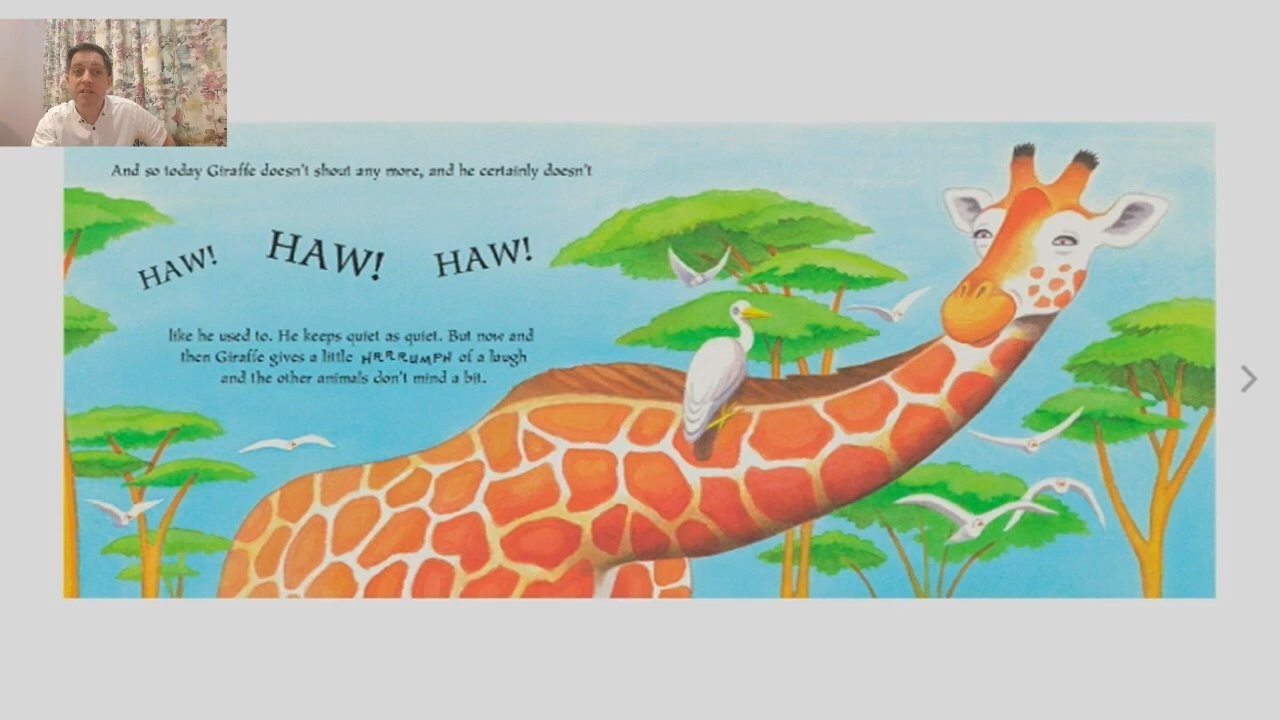 And so today Giraffe doesn't shout any more, and he certainly doesn't
HAW! HAW! HAW!
like he used to. He keeps quiet as quiet. But now and
then Giraffe gives a little HRRRUMPH of a laugh
and the other animals don't mind a bit.